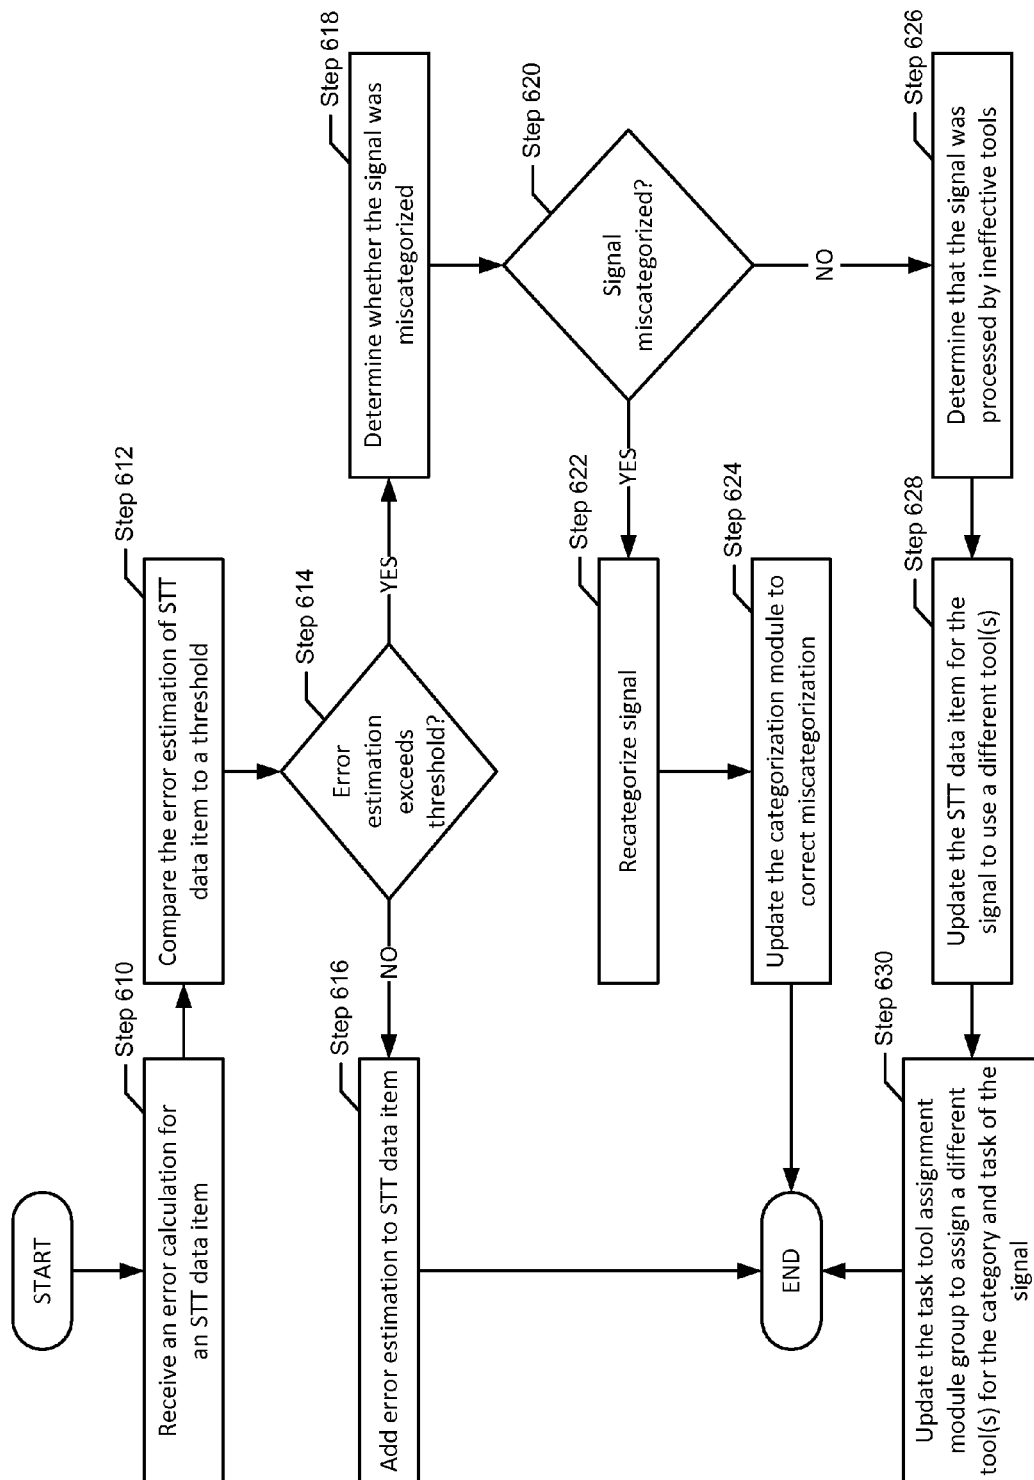 START
Step 610
Receive an error calculation for
an STT data item
Step 612
Compare the error estimation of STT
data item to a threshold
Step 614
Error
estimation
exceeds
threshold?
NO
YES
Step 616
Add error estimation to STT data item
Step 618
Determine whether the signal was
miscategorized
Step 620
Signal
miscategorized?
YES
NO
Step 622
Recategorize signal
Step 624
Update the categorization module to
correct miscategorization
Step 626
Determine that the signal was
processed by ineffective tools
Step 628
Update the STT data item for the
signal to use a different tool(s)
Step 630
Update the task tool assignment
module group to assign a different
tool(s) for the category and task of the
signal
END